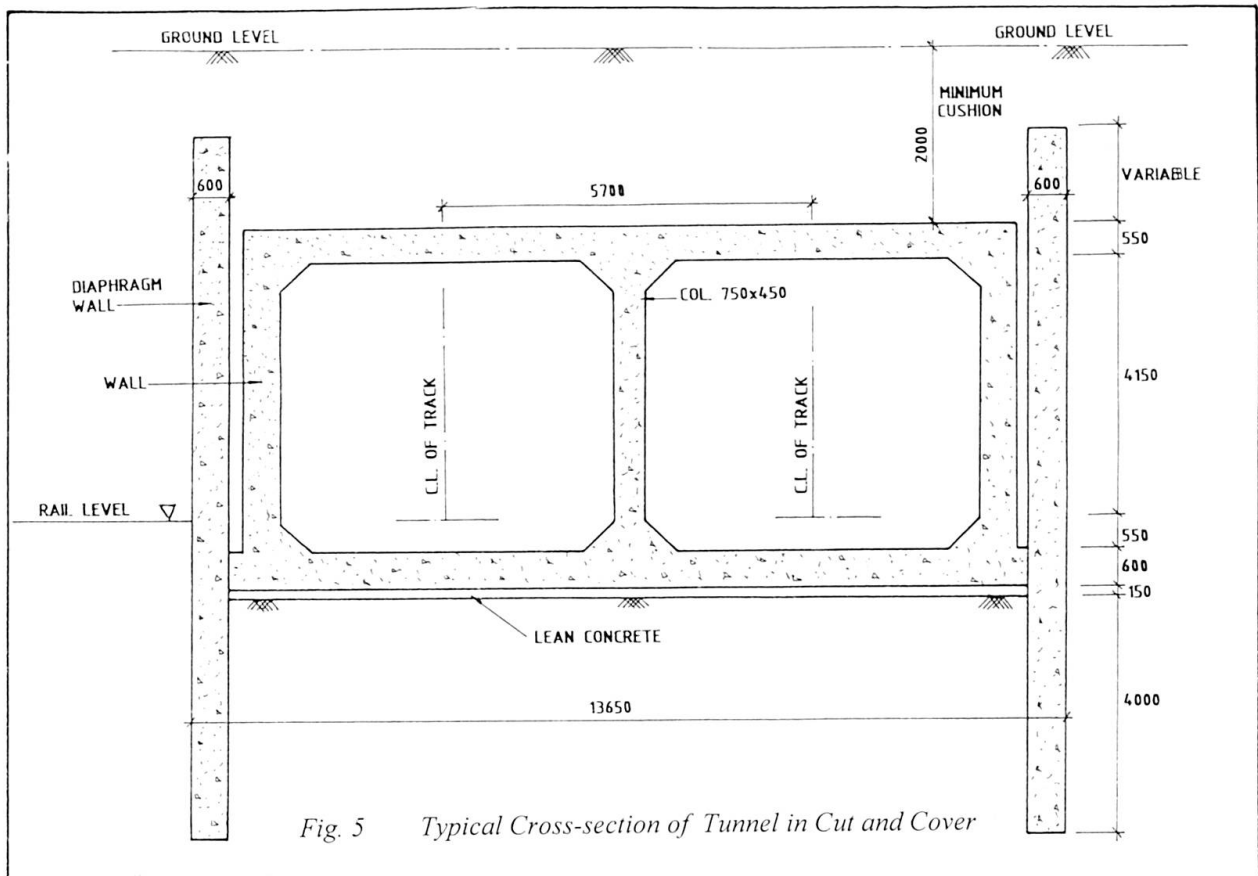 GROUND LEVEL
GROUND LEVEL
MINIMUM
CUSHION
2000
600
5700
600
VARIABLE
550
DIAPHRAGM
WALL
COL. 750x450
WALL
C.L. OF TRACK
C.L. OF TRACK
4150
RAIL LEVEL
550
600
150
LEAN CONCRETE
13650
4000
Fig. 5 Typical Cross-section of Tunnel in Cut and Cover